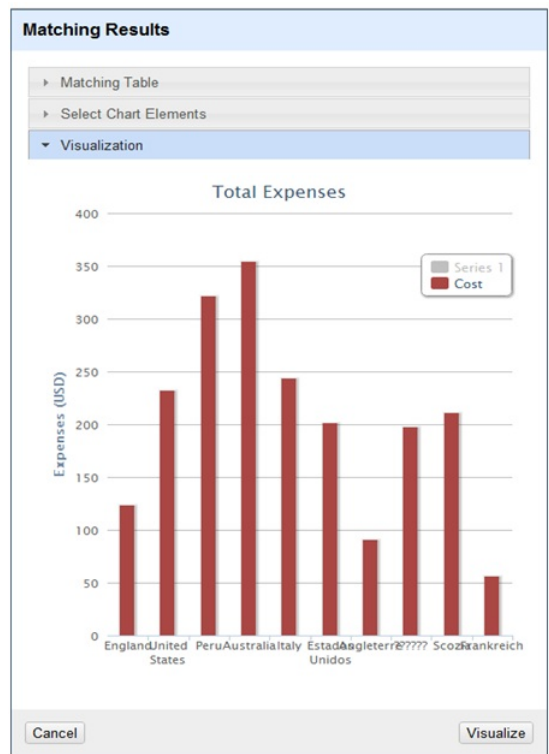 Matching Results
Matching Table
Select Chart Elements
Visualization
Total Expenses
400
350
300
250
200
150
100
50
0
Expenses (USD)
Series 1
Cost
England
United States
Peru
Australia
Italy
Estados Unidos
Angleterre
??????
Scozia
Frankreich
Cancel
Visualize